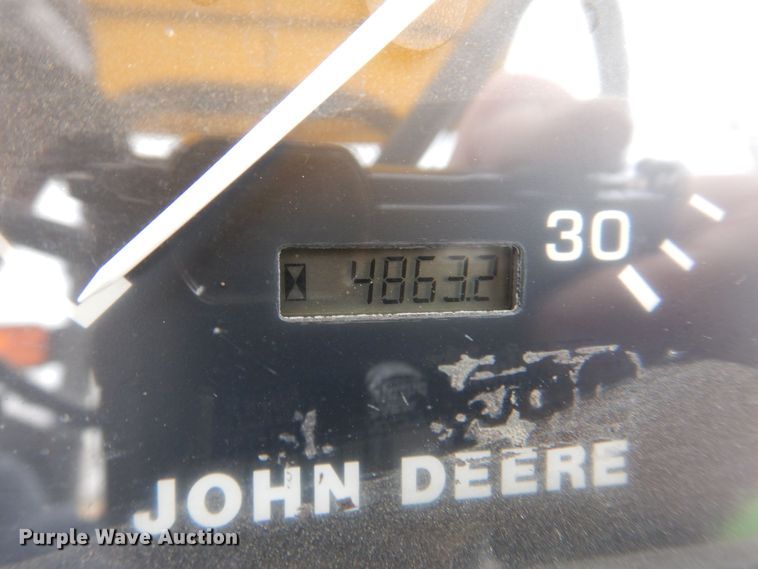 30
4863.2
JOHN DEERE
Purple Wave Auction